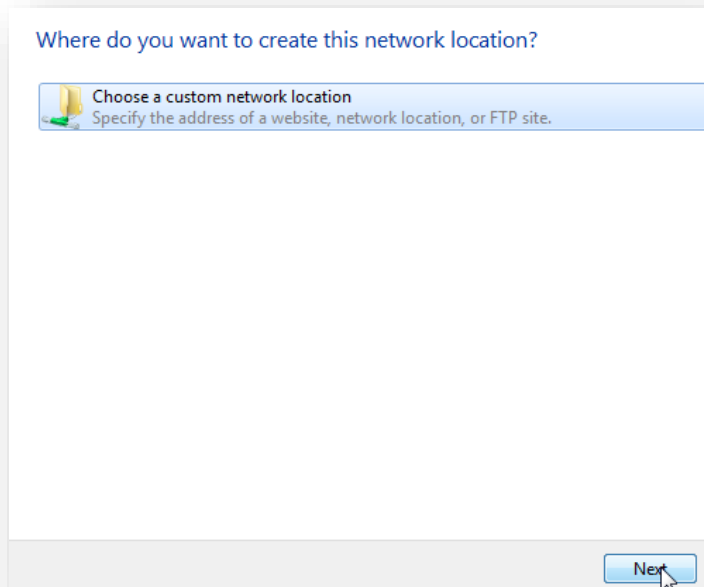 Where do you want to create this network location?
Choose a custom network location
Specify the address of a website, network location, or FTP site.
Next